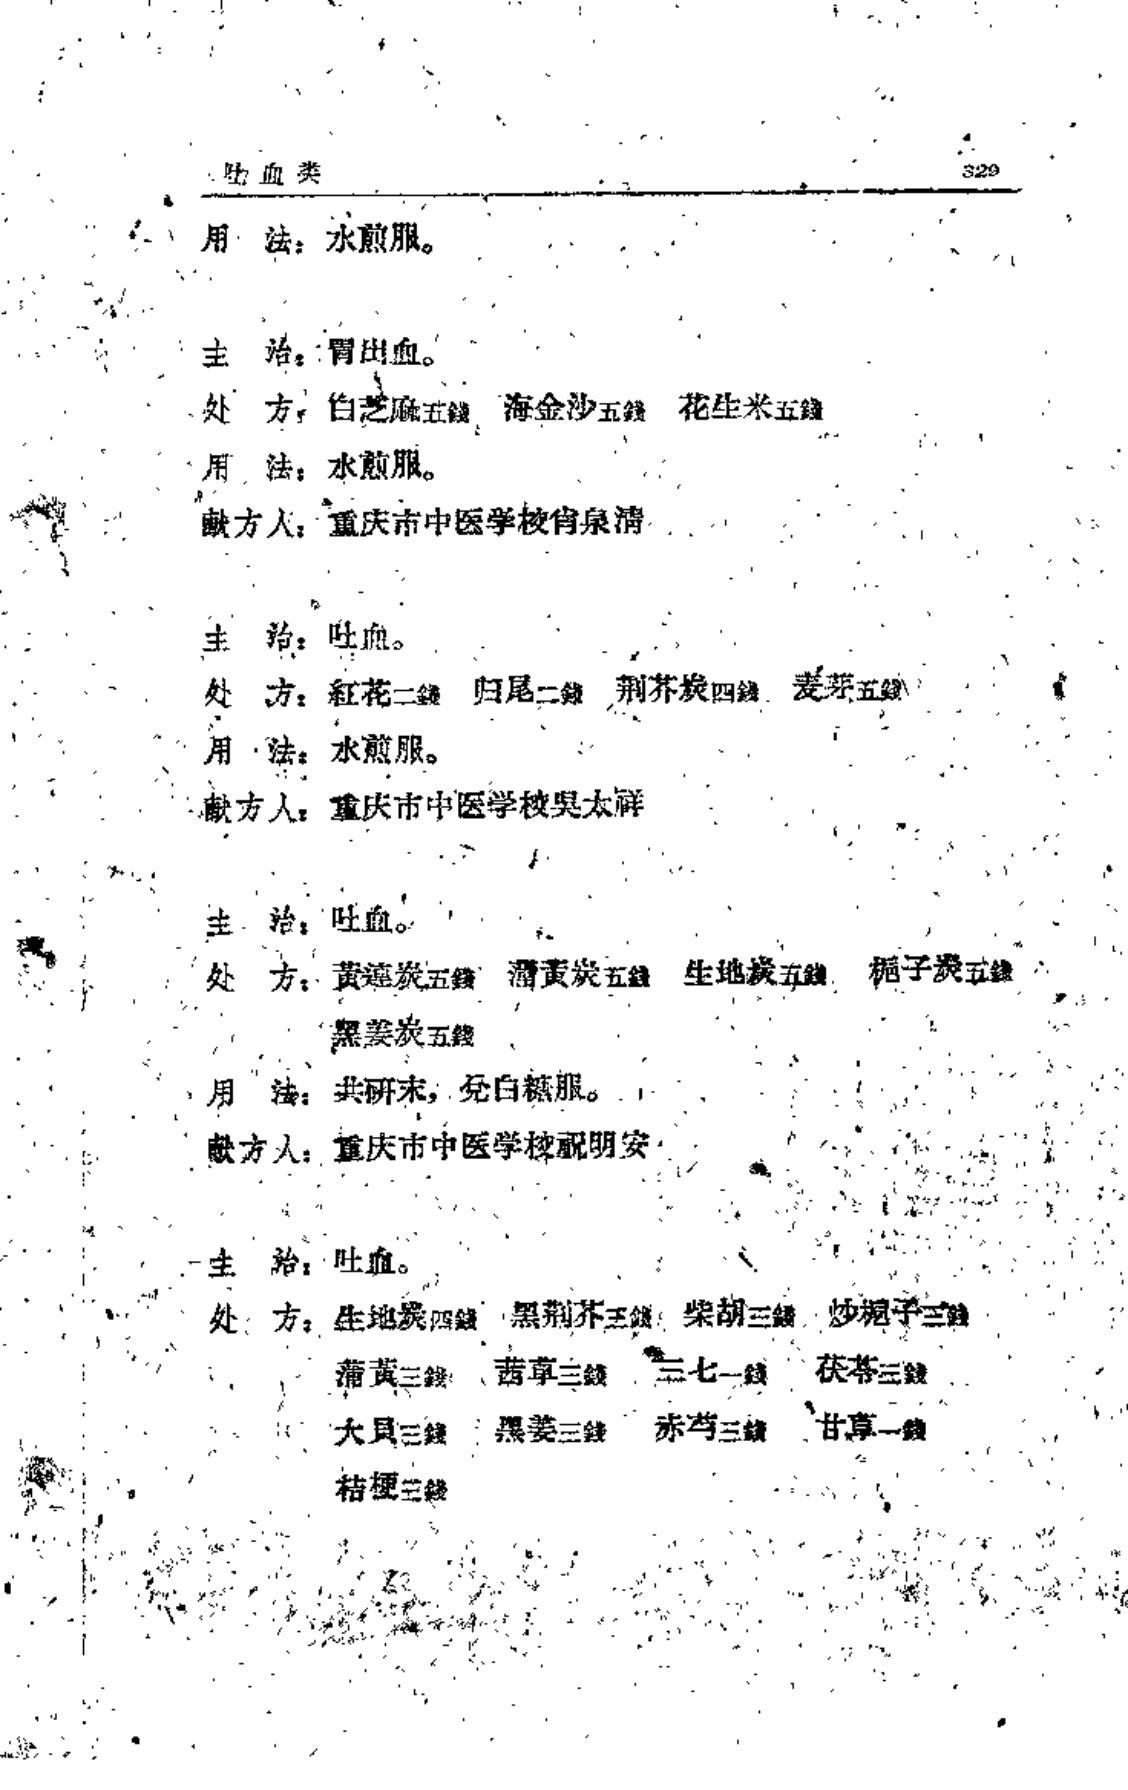 吐血类 329
用法：水煎服。
主治：胃出血。
处方：白芝麻五錢 海金沙五錢 花生米五錢
用法：水煎服。
献方人：重庆市中医学校肖泉清
主治：吐血。
处方：紅花二錢 归尾二錢 荆芥炭四錢 麦芽五錢
用法：水煎服。
献方人：重庆市中医学校吳太祥
主治：吐血。
处方：黄連炭五錢 蒲黄炭五錢 生地炭五錢 梔子炭五錢
黑姜炭五錢
用法：共研末，兑白糖服。
献方人：重庆市中医学校祝明安
主治：吐血。
处方：生地炭四錢 黑荆芥三錢 柴胡三錢 炒梔子三錢
蒲黄三錢 茜草三錢 三七一錢 茯苓三錢
大貝三錢 黑姜三錢 赤芍三錢 甘草一錢
桔梗三錢